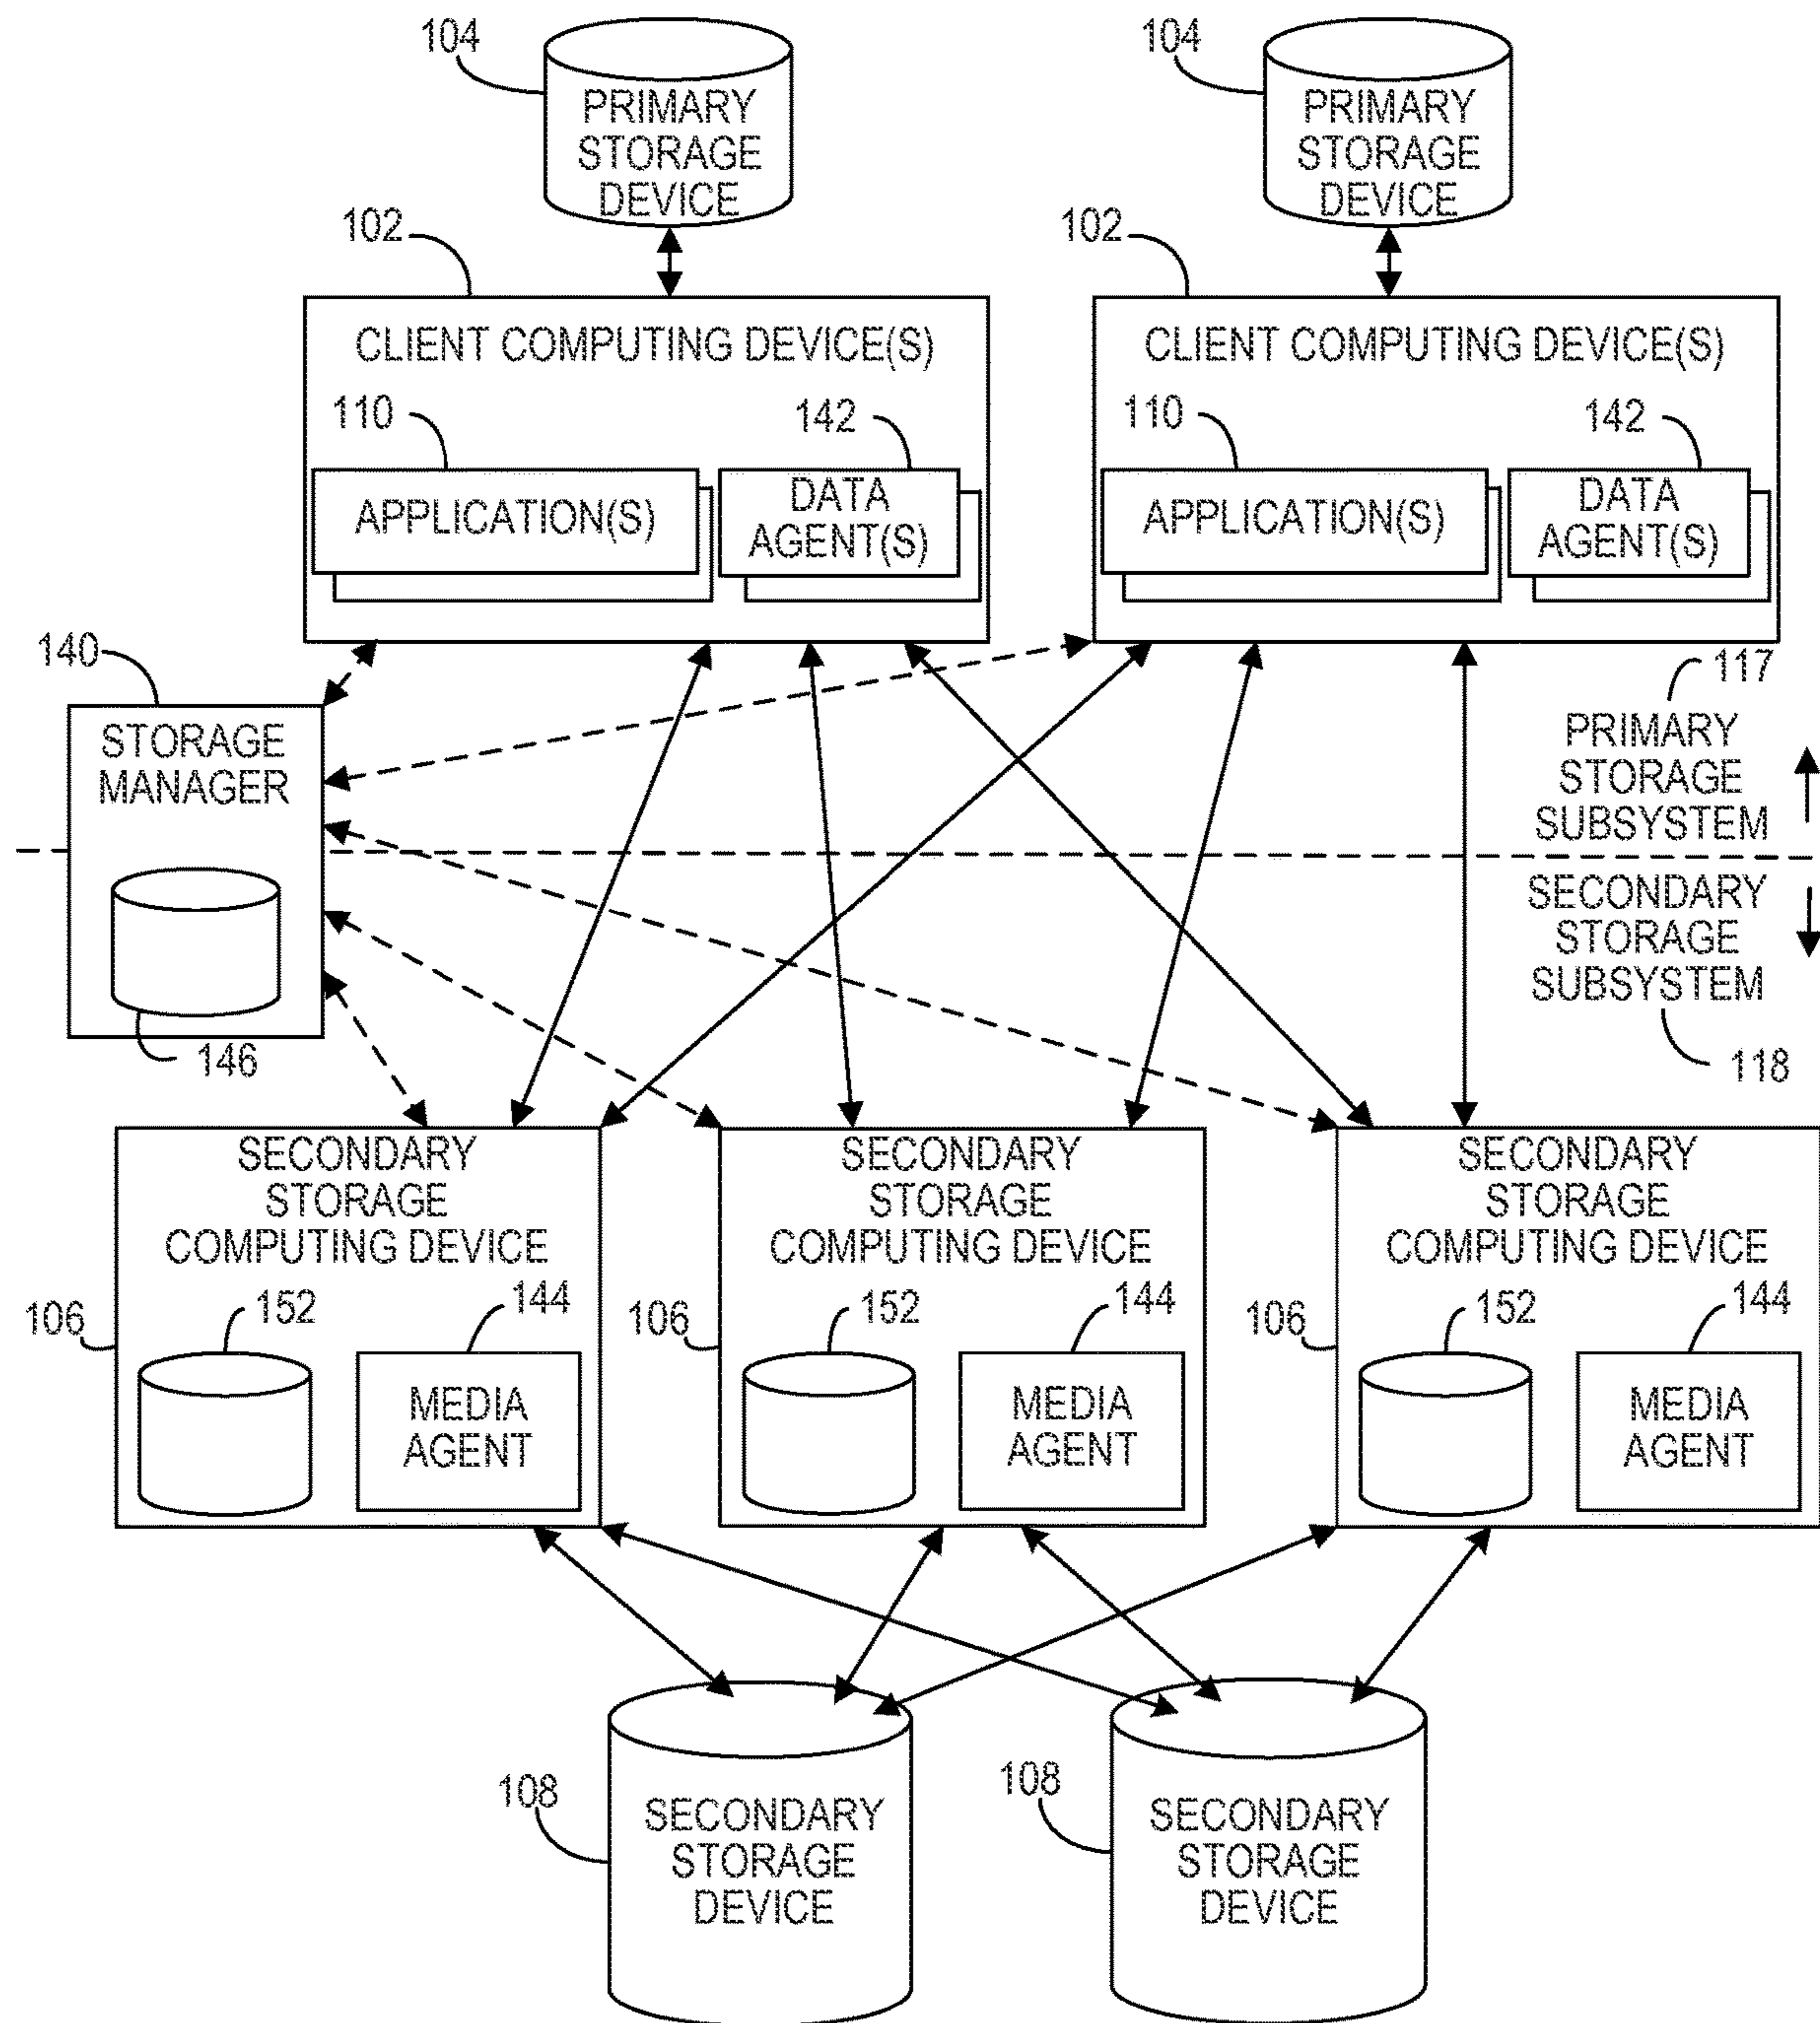 104
104
PRIMARY
STORAGE
DEVICE
PRIMARY
STORAGE
DEVICE
102
102
CLIENT COMPUTING DEVICE(S)
CLIENT COMPUTING DEVICE(S)
110
142
110
142
APPLICATION(S)
DATA
AGENT(S)
APPLICATION(S)
DATA
AGENT(S)
140
117
STORAGE
MANAGER
PRIMARY
STORAGE
SUBSYSTEM
SECONDARY
STORAGE
SUBSYSTEM
146
118
SECONDARY
STORAGE
COMPUTING DEVICE
SECONDARY
STORAGE
COMPUTING DEVICE
SECONDARY
STORAGE
COMPUTING DEVICE
106
152
144
106
152
144
106
152
144
MEDIA
AGENT
MEDIA
AGENT
MEDIA
AGENT
108
108
SECONDARY
STORAGE
DEVICE
SECONDARY
STORAGE
DEVICE